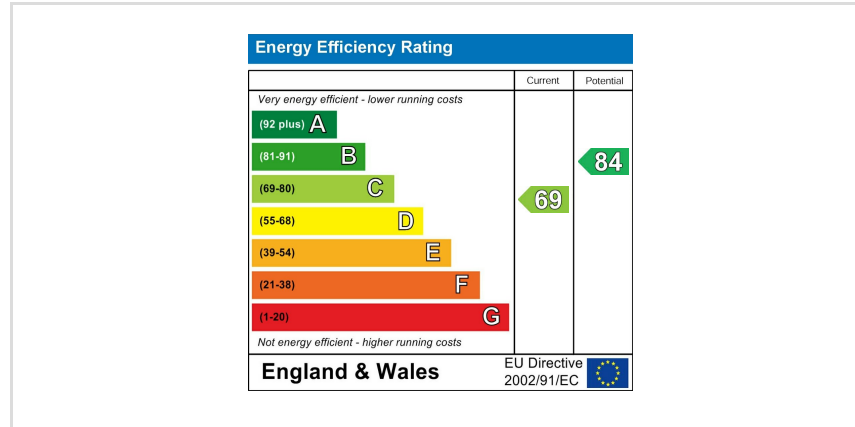 Energy Efficiency Rating
Current Potential
Very energy efficient - lower running costs
(92 plus) A
(81-91) B
84
(69-80) C
69
(55-68) D
(39-54) E
(21-38) F
(1-20) G
Not energy efficient - higher running costs
England & Wales
EU Directive
2002/91/EC